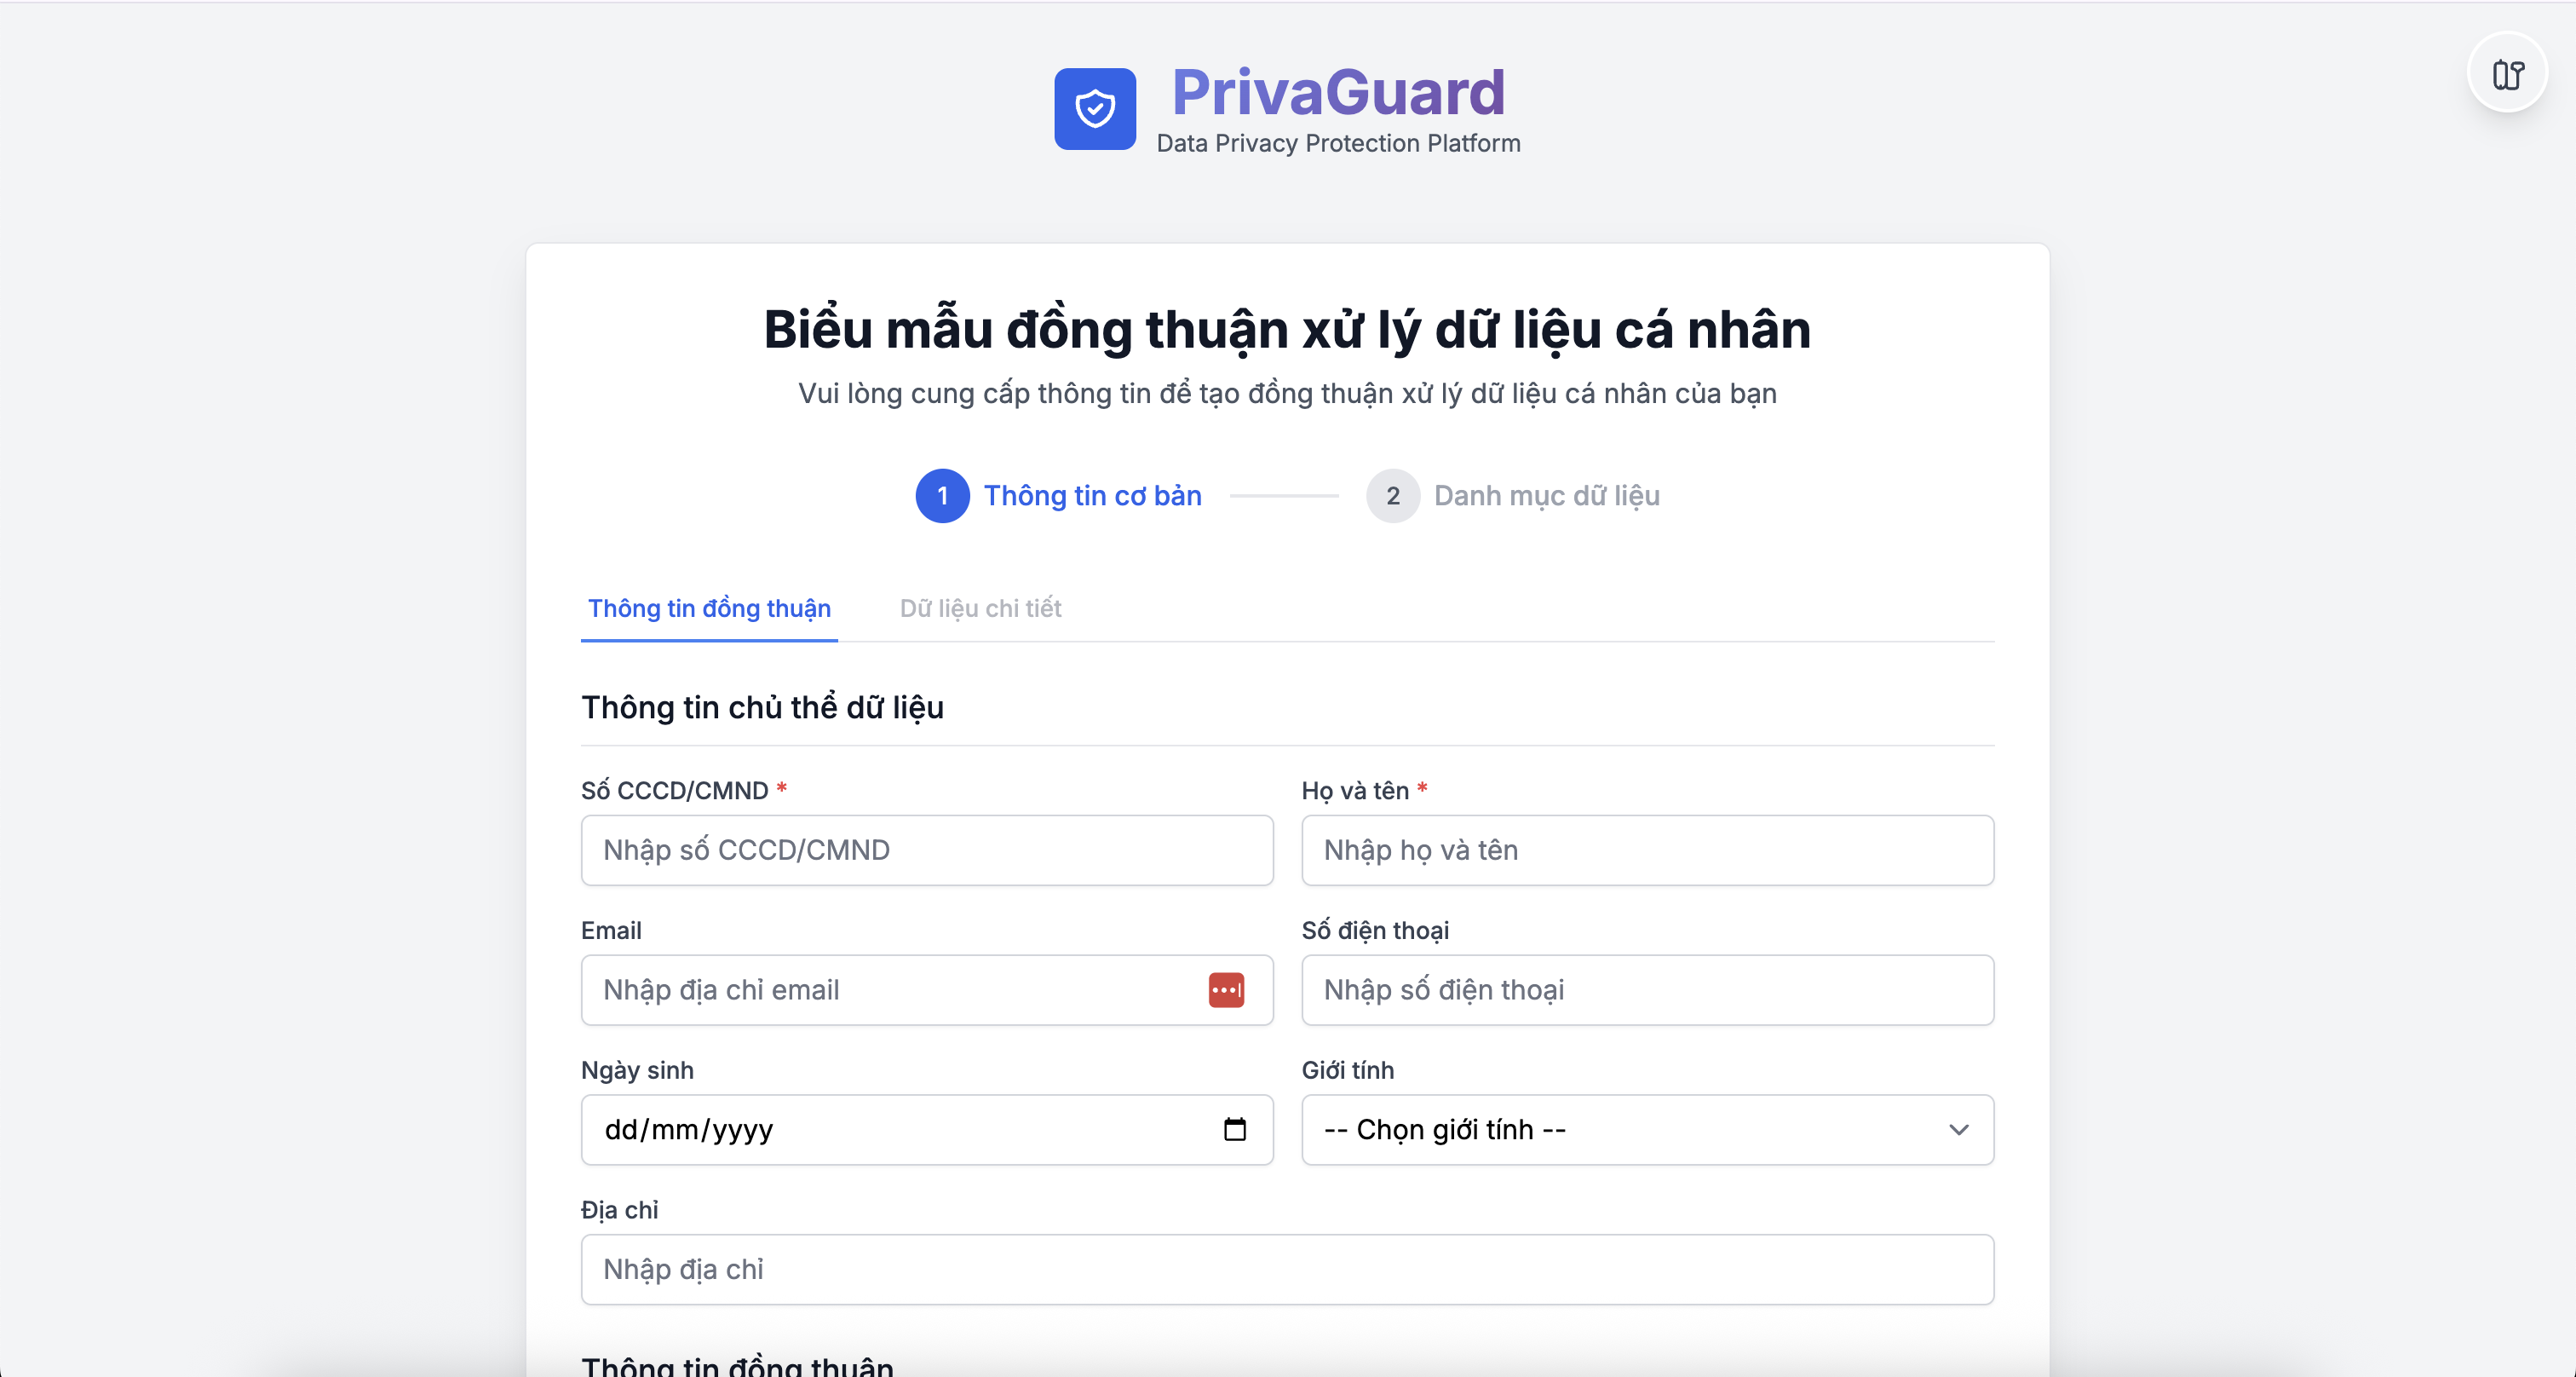 PrivaGuard
Data Privacy Protection Platform
Biểu mẫu đồng thuận xử lý dữ liệu cá nhân
Vui lòng cung cấp thông tin để tạo đồng thuận xử lý dữ liệu cá nhân của bạn
1 Thông tin cơ bản 2 Danh mục dữ liệu
Thông tin đồng thuận Dữ liệu chi tiết
Thông tin chủ thể dữ liệu
Số CCCD/CMND * Họ và tên *
Nhập số CCCD/CMND Nhập họ và tên
Email Số điện thoại
Nhập địa chỉ email Nhập số điện thoại
Ngày sinh Giới tính
dd/mm/yyyy -- Chọn giới tính --
Địa chỉ
Nhập địa chỉ
Thông tin đồng thuận